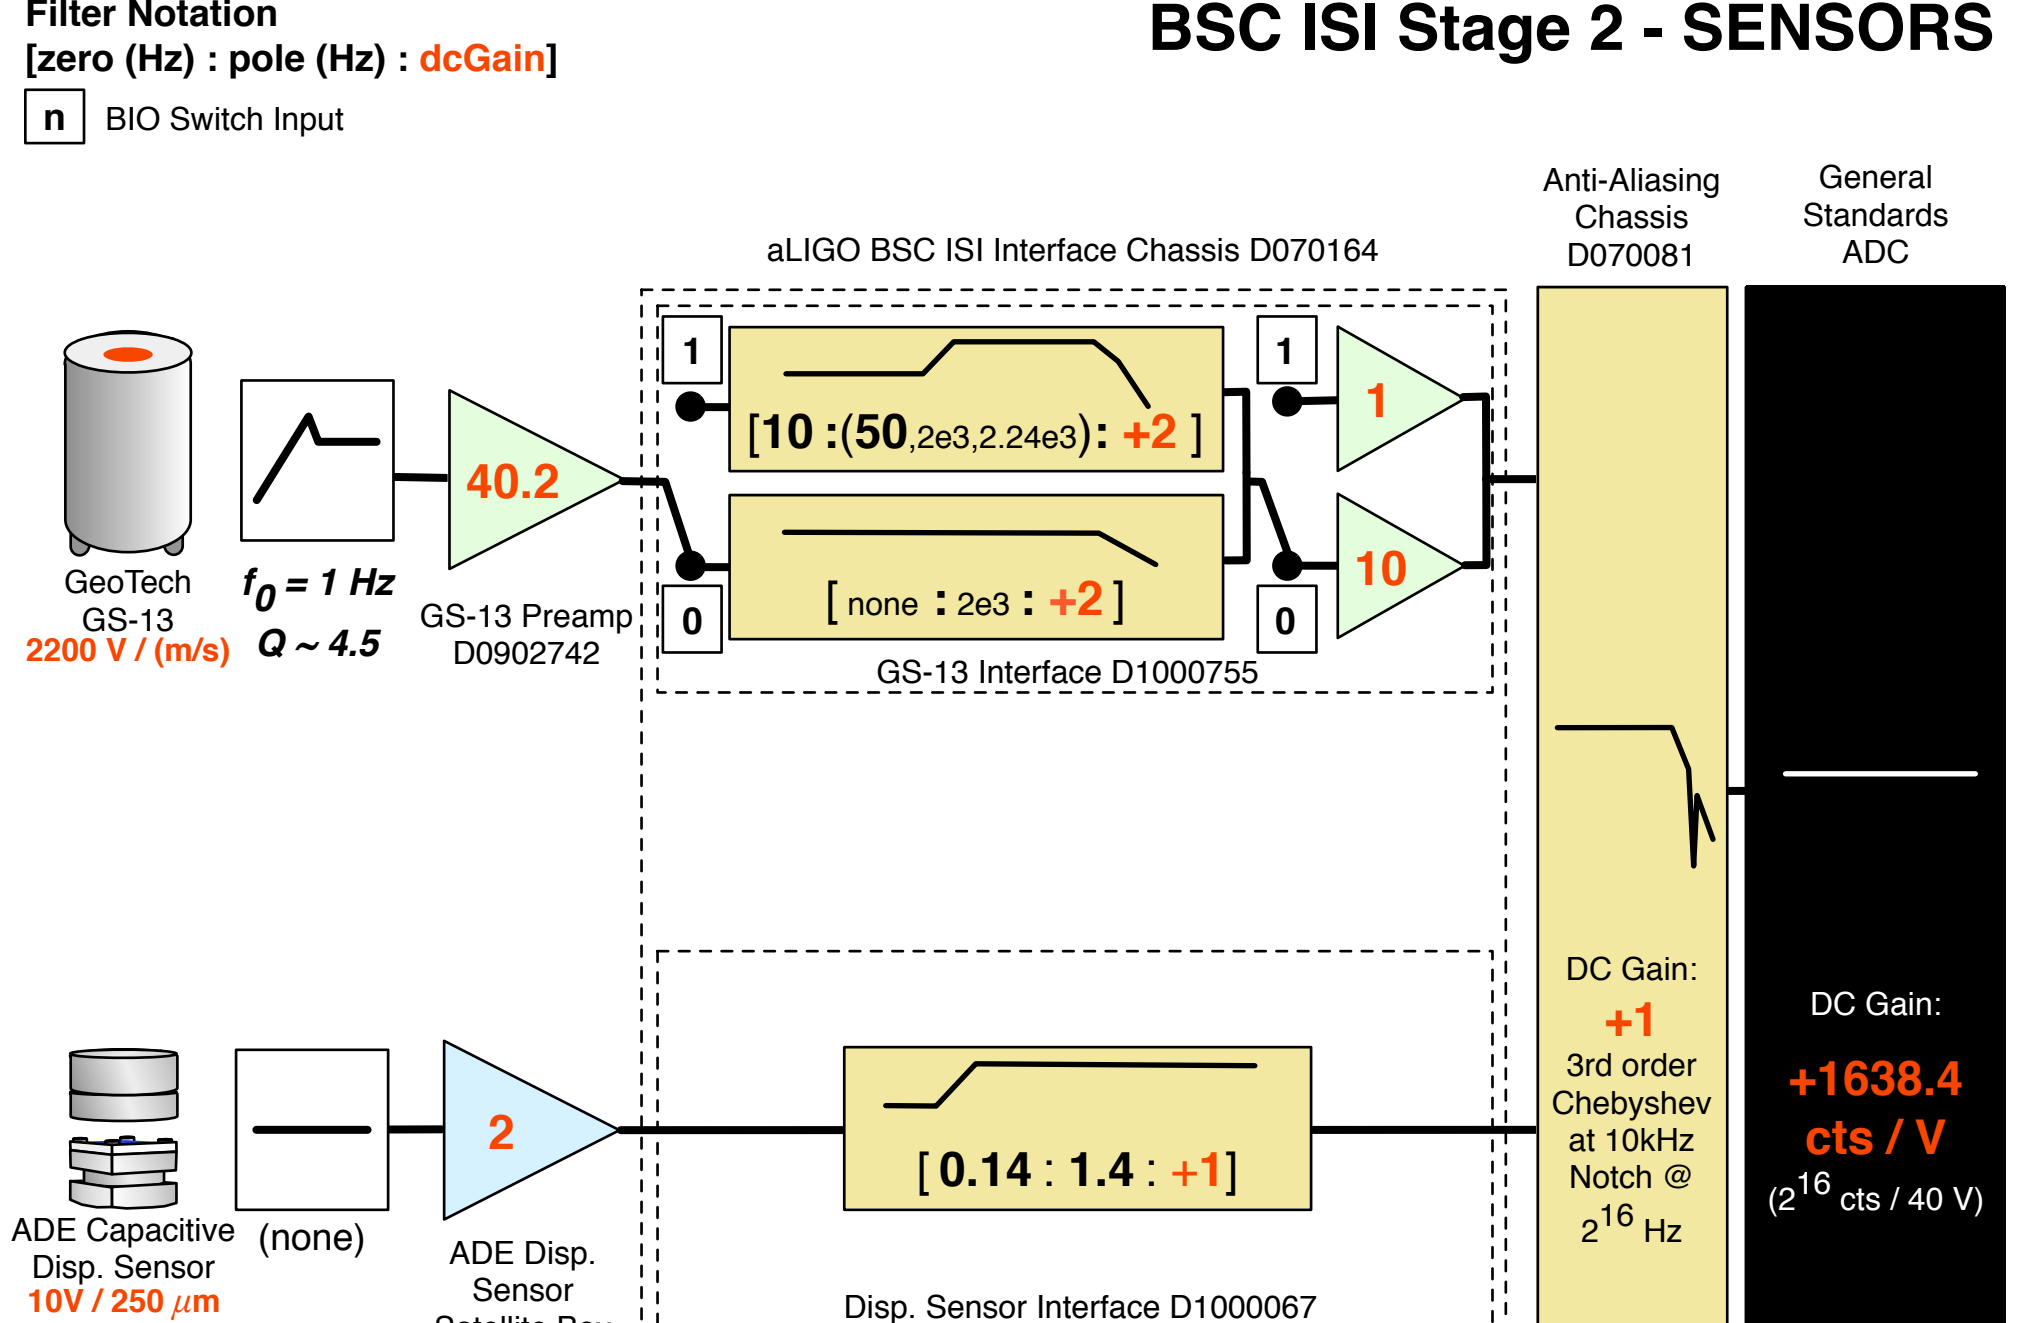 Filter Notation
[zero (Hz) : pole (Hz) : dcGain]
n BIO Switch Input
BSC ISI Stage 2 - SENSORS
Anti-Aliasing
Chassis
D070081
General
Standards
ADC
aLIGO BSC ISI Interface Chassis D070164
1
[10 :(50,2e3,2.24e3): +2 ]
1
1
40.2
0
[ none : 2e3 : +2 ]
0
10
GS-13 Interface D1000755
GeoTech
GS-13
2200 V / (m/s)
f0 = 1 Hz
Q ~ 4.5
GS-13 Preamp
D0902742
DC Gain:
+1
3rd order
Chebyshev
at 10kHz
Notch @
2^16 Hz
DC Gain:
+1638.4
cts / V
(2^16 cts / 40 V)
2
[ 0.14 : 1.4 : +1]
ADE Capacitive
Disp. Sensor
10V / 250 μm
(none)
ADE Disp.
Sensor
Satellite Box
Disp. Sensor Interface D1000067